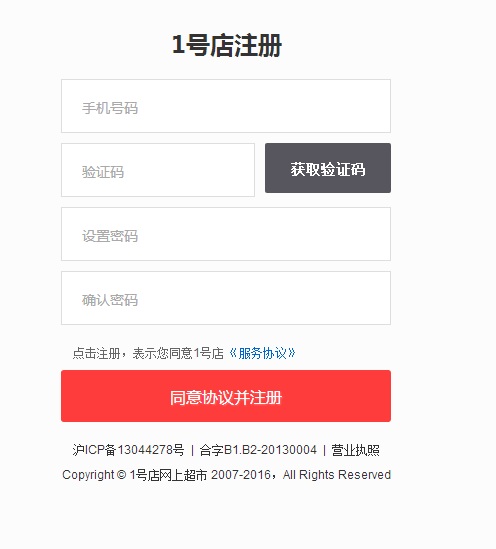 1号店注册
手机号码
验证码 获取验证码
设置密码
确认密码
点击注册，表示您同意1号店《服务协议》
同意协议并注册
沪ICP备13044278号 | 合字B1.B2-20130004 | 营业执照
Copyright © 1号店网上超市 2007-2016，All Rights Reserved